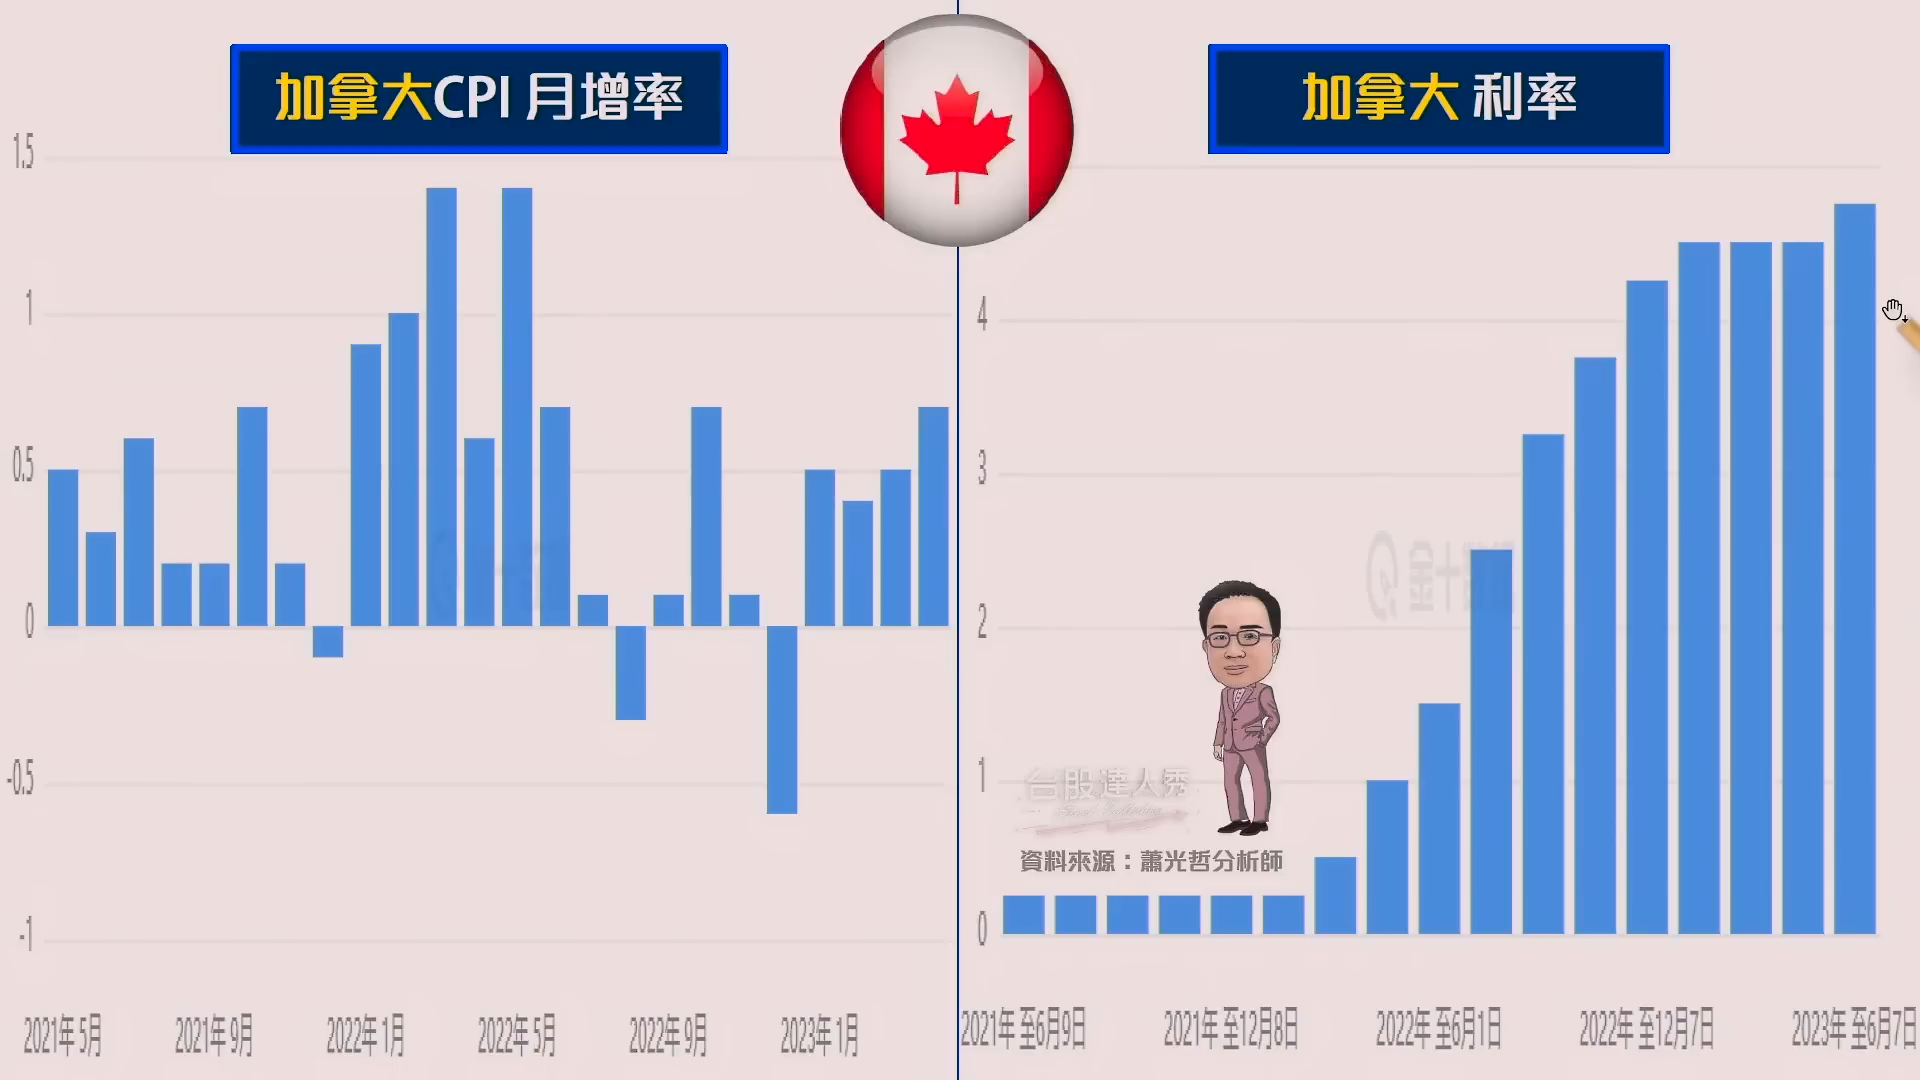 加拿大CPI 月增率
1.5
1
0.5
0
-0.5
-1
2021年 5月
2021年 9月
2022年 1月
2022年 5月
2022年 9月
2023年 1月
加拿大 利率
4
3
2
1
0
台股達人秀
資料來源：蕭光哲分析師
2021年 至6月9日
2021年 至12月8日
2022年 至6月1日
2022年 至12月7日
2023年 至6月7日